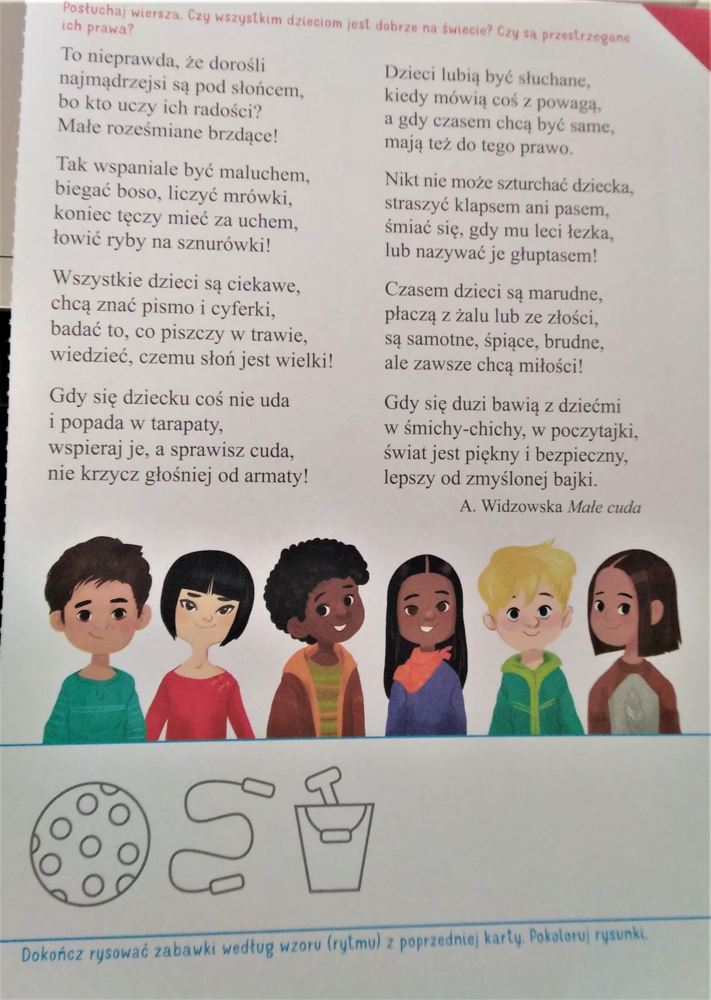 Posłuchaj wiersza. Czy wszystkim dzieciom jest dobrze na świecie? Czy są przestrzegane
ich prawa?
To nieprawda, że dorośli
najmądrzejsi są pod słońcem,
bo kto uczy ich radości?
Małe roześmiane brzdące!
Tak wspaniale być maluchem,
biegać boso, liczyć mrówki,
koniec tęczy mieć za uchem,
łowić ryby na sznurówki!
Wszystkie dzieci są ciekawe,
chcą znać pismo i cyferki,
badać to, co piszczy w trawie,
wiedzieć, czemu słoń jest wielki!
Gdy się dziecku coś nie uda
i popada w tarapaty,
wspieraj je, a sprawisz cuda,
nie krzycz głośniej od armaty!
Dzieci lubią być słuchane,
kiedy mówią coś z powagą,
a gdy czasem chcą być same,
mają też do tego prawo.
Nikt nie może szturchać dziecka,
straszyć klapsem ani pasem,
śmiać się, gdy mu leci łezka,
lub nazywać je głuptasem!
Czasem dzieci są marudne,
płaczą z żalu lub ze złości,
są samotne, śpiące, brudne,
ale zawsze chcą miłości!
Gdy się duzi bawią z dziećmi
w śmichy-chichy, w poczytajki,
świat jest piękny i bezpieczny,
lepszy od zmyślonej bajki.
A. Widzowska Małe cuda
Dokończ rysować zabawki według wzoru (rytmu) z poprzedniej karty. Pokoloruj rysunki.